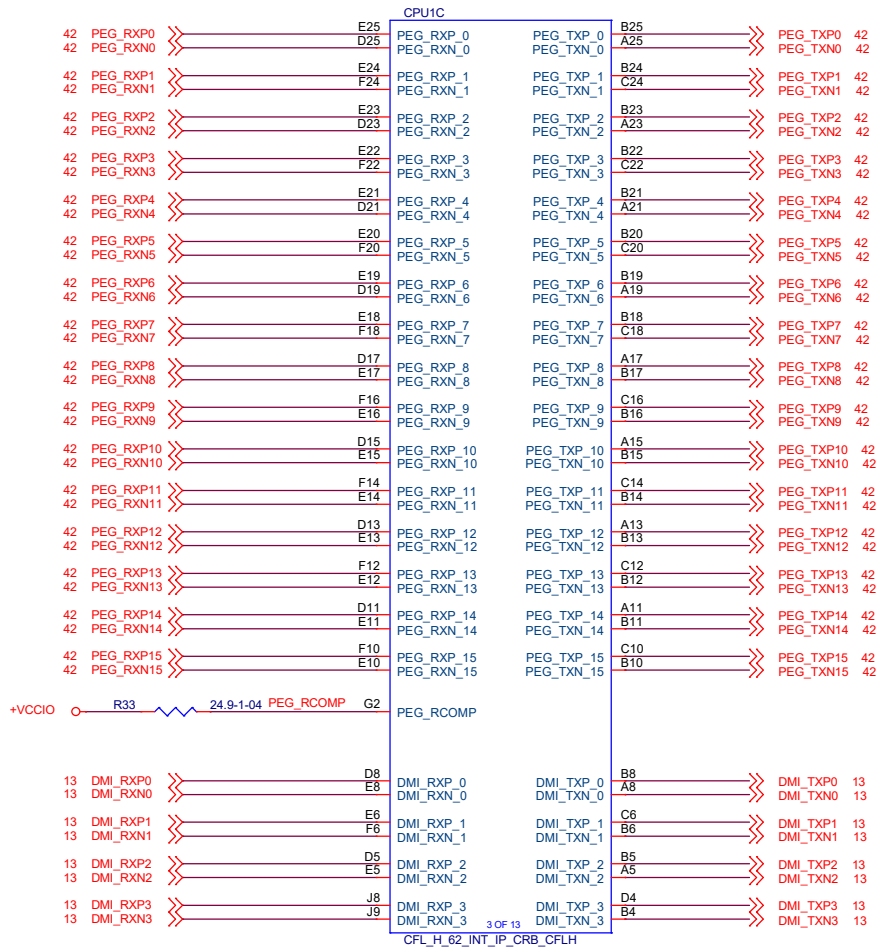 CPU1C
42 PEG_RXP0 E25 PEG_RXP_0 PEG_TXP_0 B25 PEG_TXP0 42
42 PEG_RXN0 D25 PEG_RXN_0 PEG_TXN_0 A25 PEG_TXN0 42
42 PEG_RXP1 E24 PEG_RXP_1 PEG_TXP_1 B24 PEG_TXP1 42
42 PEG_RXN1 F24 PEG_RXN_1 PEG_TXN_1 C24 PEG_TXN1 42
42 PEG_RXP2 E23 PEG_RXP_2 PEG_TXP_2 B23 PEG_TXP2 42
42 PEG_RXN2 D23 PEG_RXN_2 PEG_TXN_2 A23 PEG_TXN2 42
42 PEG_RXP3 E22 PEG_RXP_3 PEG_TXP_3 B22 PEG_TXP3 42
42 PEG_RXN3 F22 PEG_RXN_3 PEG_TXN_3 C22 PEG_TXN3 42
42 PEG_RXP4 E21 PEG_RXP_4 PEG_TXP_4 B21 PEG_TXP4 42
42 PEG_RXN4 D21 PEG_RXN_4 PEG_TXN_4 A21 PEG_TXN4 42
42 PEG_RXP5 E20 PEG_RXP_5 PEG_TXP_5 B20 PEG_TXP5 42
42 PEG_RXN5 F20 PEG_RXN_5 PEG_TXN_5 C20 PEG_TXN5 42
42 PEG_RXP6 E19 PEG_RXP_6 PEG_TXP_6 B19 PEG_TXP6 42
42 PEG_RXN6 D19 PEG_RXN_6 PEG_TXN_6 A19 PEG_TXN6 42
42 PEG_RXP7 E18 PEG_RXP_7 PEG_TXP_7 B18 PEG_TXP7 42
42 PEG_RXN7 F18 PEG_RXN_7 PEG_TXN_7 C18 PEG_TXN7 42
42 PEG_RXP8 D17 PEG_RXP_8 PEG_TXP_8 A17 PEG_TXP8 42
42 PEG_RXN8 E17 PEG_RXN_8 PEG_TXN_8 B17 PEG_TXN8 42
42 PEG_RXP9 F16 PEG_RXP_9 PEG_TXP_9 C16 PEG_TXP9 42
42 PEG_RXN9 E16 PEG_RXN_9 PEG_TXN_9 B16 PEG_TXN9 42
42 PEG_RXP10 D15 PEG_RXP_10 PEG_TXP_10 A15 PEG_TXP10 42
42 PEG_RXN10 E15 PEG_RXN_10 PEG_TXN_10 B15 PEG_TXN10 42
42 PEG_RXP11 F14 PEG_RXP_11 PEG_TXP_11 C14 PEG_TXP11 42
42 PEG_RXN11 E14 PEG_RXN_11 PEG_TXN_11 B14 PEG_TXN11 42
42 PEG_RXP12 D13 PEG_RXP_12 PEG_TXP_12 A13 PEG_TXP12 42
42 PEG_RXN12 E13 PEG_RXN_12 PEG_TXN_12 B13 PEG_TXN12 42
42 PEG_RXP13 F12 PEG_RXP_13 PEG_TXP_13 C12 PEG_TXP13 42
42 PEG_RXN13 E12 PEG_RXN_13 PEG_TXN_13 B12 PEG_TXN13 42
42 PEG_RXP14 D11 PEG_RXP_14 PEG_TXP_14 A11 PEG_TXP14 42
42 PEG_RXN14 E11 PEG_RXN_14 PEG_TXN_14 B11 PEG_TXN14 42
42 PEG_RXP15 F10 PEG_RXP_15 PEG_TXP_15 C10 PEG_TXP15 42
42 PEG_RXN15 E10 PEG_RXN_15 PEG_TXN_15 B10 PEG_TXN15 42
+VCCIO R33 24.9-1-04 PEG_RCOMP G2 PEG_RCOMP
13 DMI_RXP0 D8 DMI_RXP_0 DMI_TXP_0 B8 DMI_TXP0 13
13 DMI_RXN0 E8 DMI_RXN_0 DMI_TXN_0 A8 DMI_TXN0 13
13 DMI_RXP1 E6 DMI_RXP_1 DMI_TXP_1 C6 DMI_TXP1 13
13 DMI_RXN1 F6 DMI_RXN_1 DMI_TXN_1 B6 DMI_TXN1 13
13 DMI_RXP2 D5 DMI_RXP_2 DMI_TXP_2 B5 DMI_TXP2 13
13 DMI_RXN2 E5 DMI_RXN_2 DMI_TXN_2 A5 DMI_TXN2 13
13 DMI_RXP3 J8 DMI_RXP_3 DMI_TXP_3 D4 DMI_TXP3 13
13 DMI_RXN3 J9 DMI_RXN_3 3 OF 13 DMI_TXN_3 B4 DMI_TXN3 13
CFL_H_62_INT_IP_CRB_CFLH